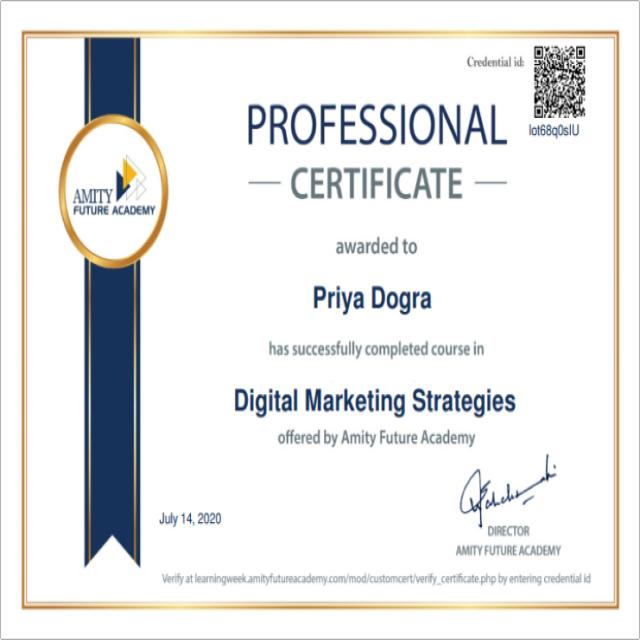 Credential id:
lot68q0slU
PROFESSIONAL
CERTIFICATE
AMITY
FUTURE ACADEMY
awarded to
Priya Dogra
has successfully completed course in
Digital Marketing Strategies
offered by Amity Future Academy
July 14, 2020
DIRECTOR
AMITY FUTURE ACADEMY
Verify at learningweek.amityfutureacademy.com/mod/customcert/verify_certificate.php by entering credential id